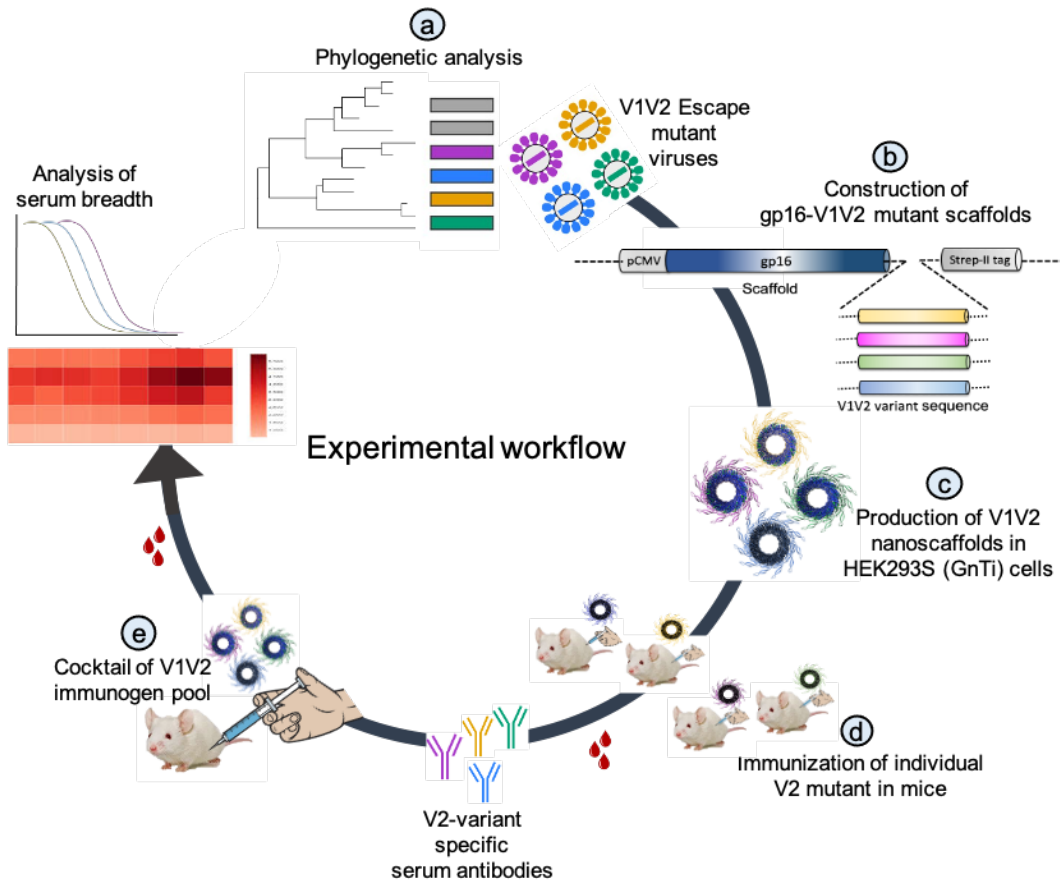 a
Phylogenetic analysis
V1V2 Escape
mutant
viruses
b
Construction of
gp16-V1V2 mutant scaffolds
pCMV
gp16
Strep-II tag
Scaffold
V1V2 variant sequence
Analysis of
serum breadth
Experimental workflow
c
Production of V1V2
nanoscaffolds in
HEK293S (GnTi) cells
d
Immunization of individual
V2 mutant in mice
V2-variant
specific
serum antibodies
e
Cocktail of V1V2
immunogen pool